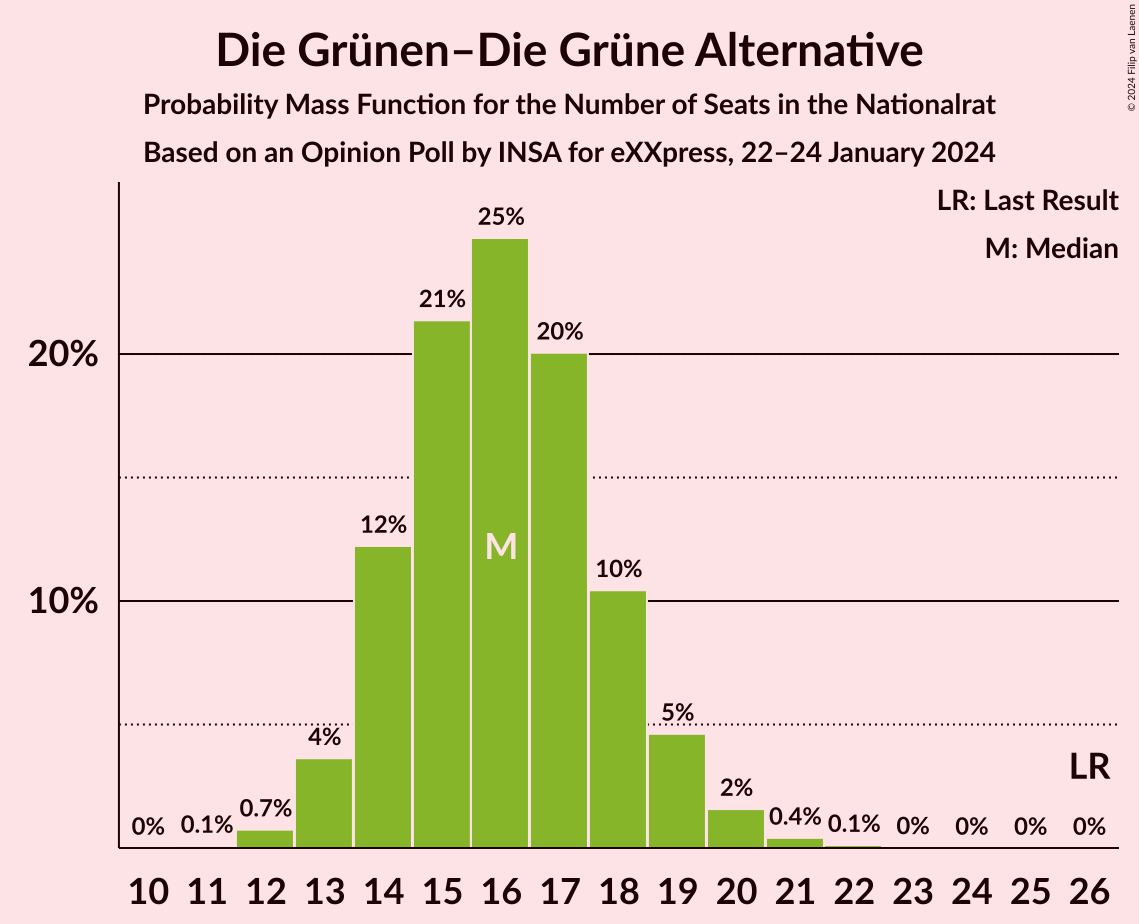 Die Grünen–Die Grüne Alternative
Probability Mass Function for the Number of Seats in the Nationalrat
Based on an Opinion Poll by INSA for eXXpress, 22–24 January 2024
© 2024 Filip van Laenen
LR: Last Result
M: Median
25%
21%
20%
20%
12%
M
10%
10%
5%
4%
LR
2%
0% 0.1% 0.7% 0.4% 0.1% 0% 0% 0% 0%
10 11 12 13 14 15 16 17 18 19 20 21 22 23 24 25 26